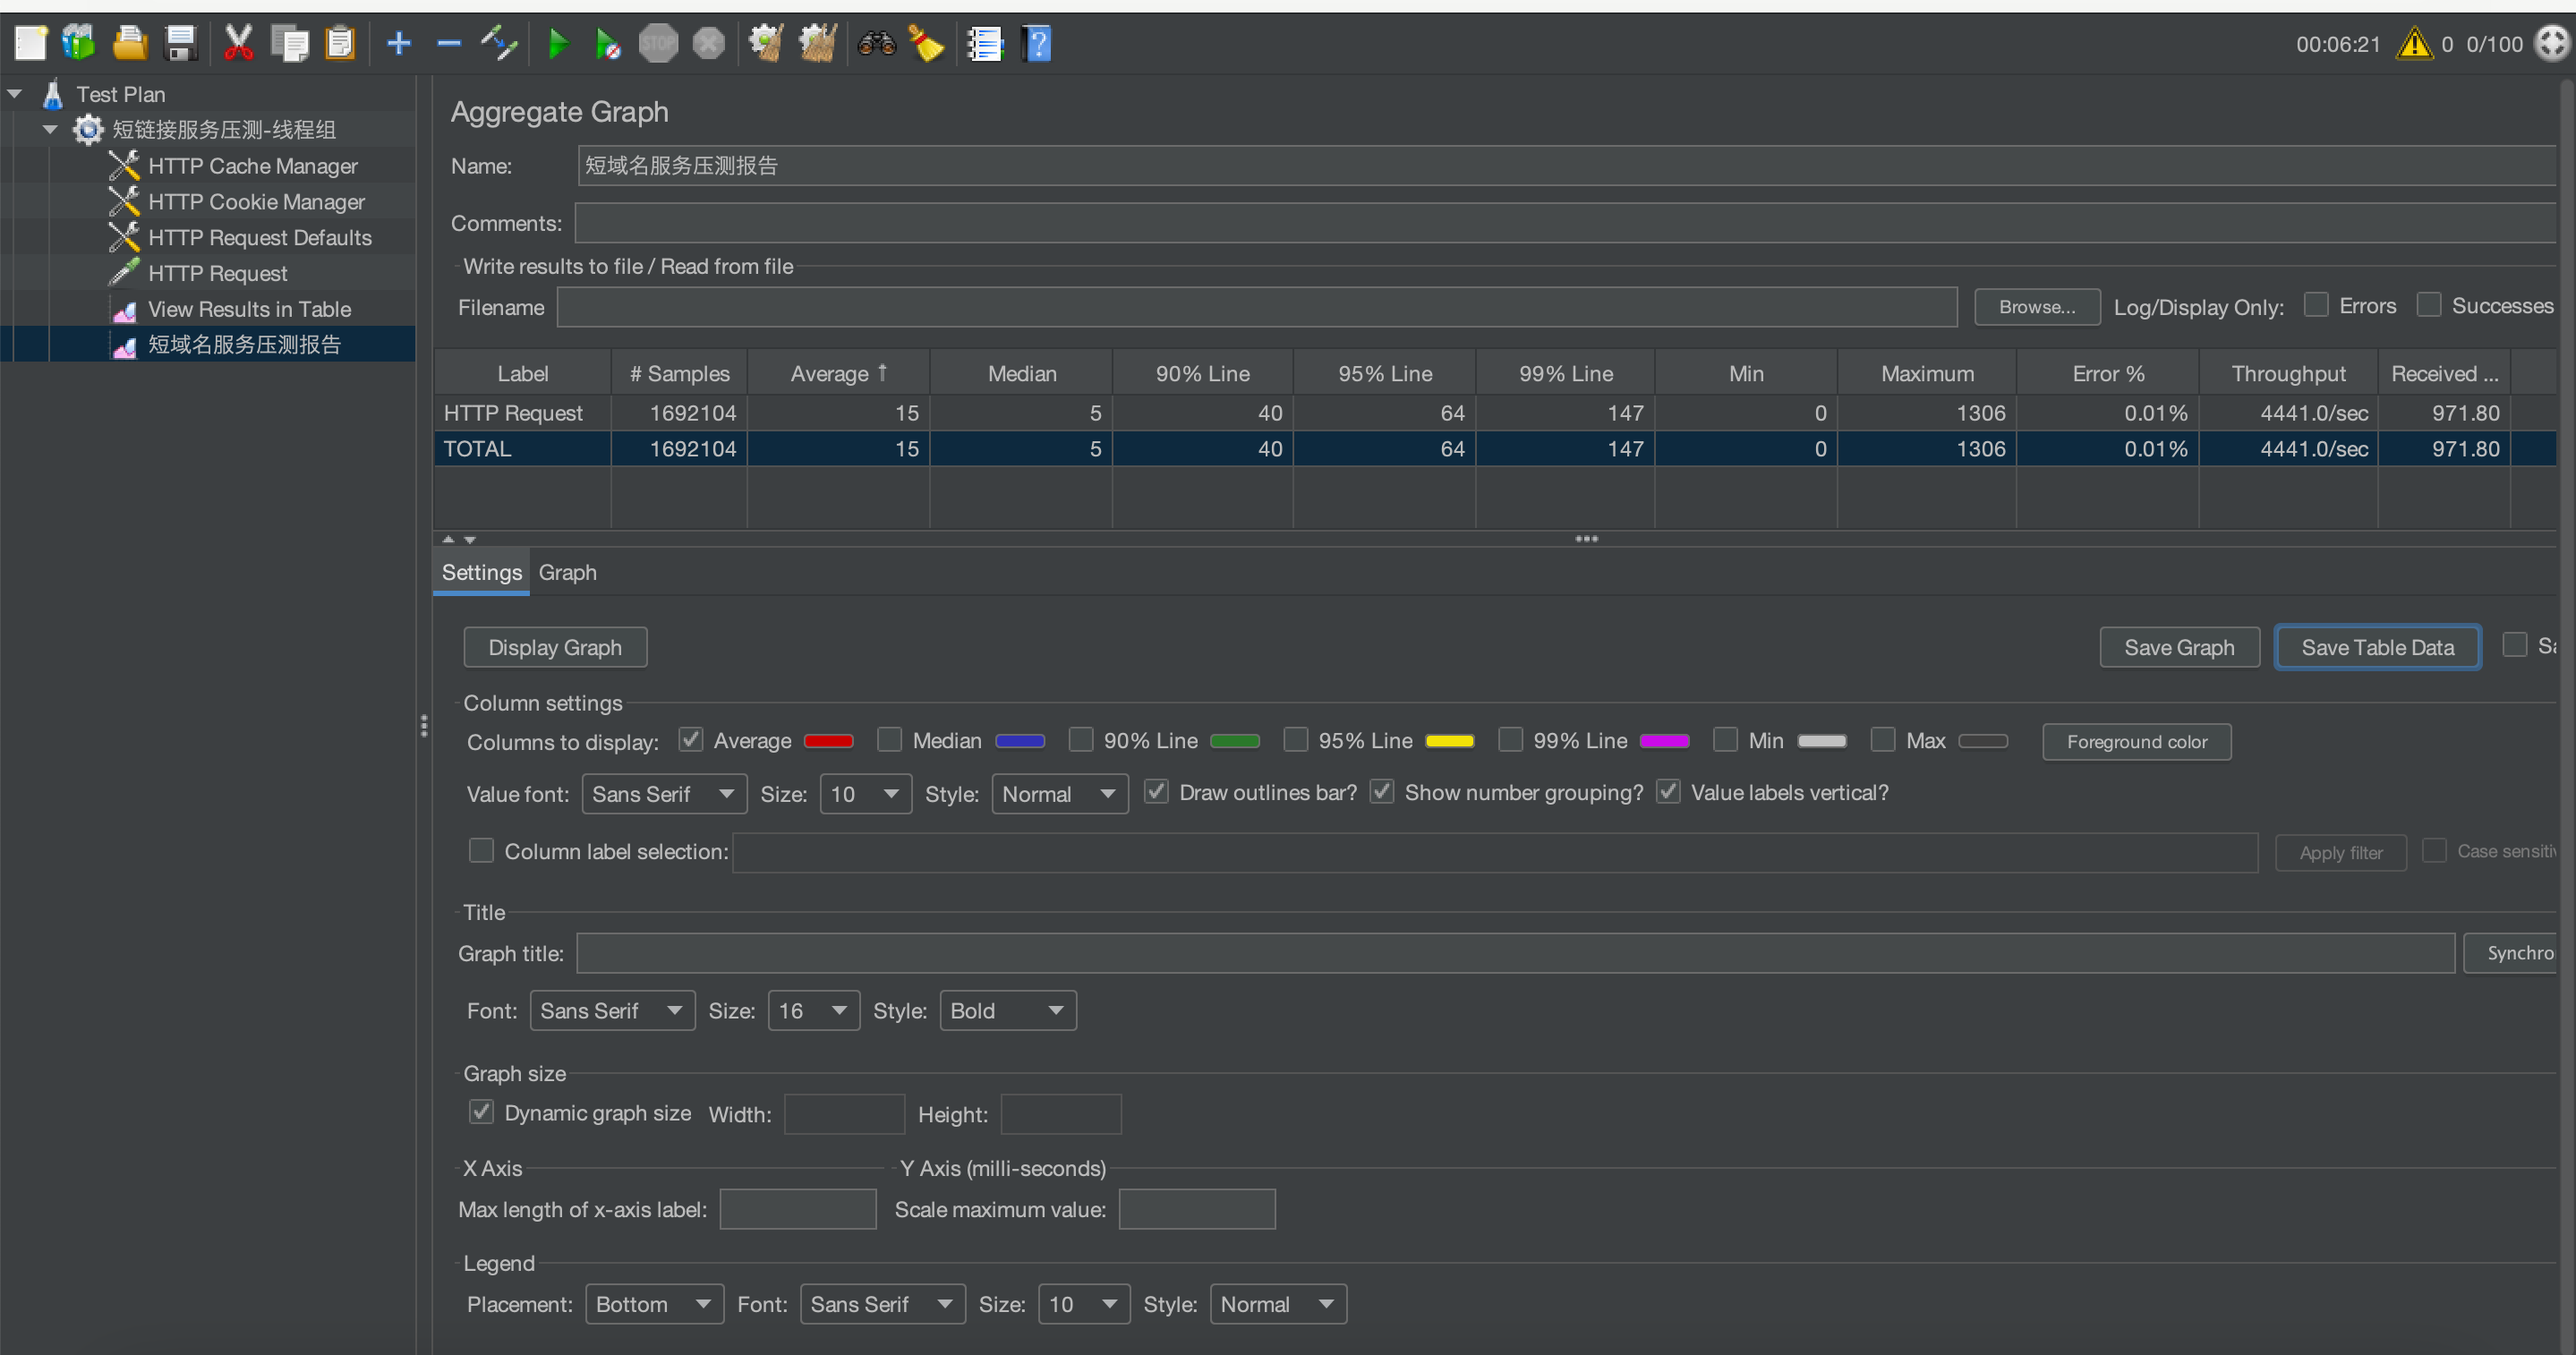 STOP
00:06:21 0 0/100
Test Plan
短链接服务压测-线程组
HTTP Cache Manager
HTTP Cookie Manager
HTTP Request Defaults
HTTP Request
View Results in Table
短域名服务压测报告
Aggregate Graph
Name: 短域名服务压测报告
Comments:
Write results to file / Read from file
Filename Browse... Log/Display Only: Errors Successes
Label # Samples Average ↑ Median 90% Line 95% Line 99% Line Min Maximum Error % Throughput Received ...
HTTP Request 1692104 15 5 40 64 147 0 1306 0.01% 4441.0/sec 971.80
TOTAL 1692104 15 5 40 64 147 0 1306 0.01% 4441.0/sec 971.80
Settings Graph
Display Graph Save Graph Save Table Data
Column settings
Columns to display: Average Median 90% Line 95% Line 99% Line Min Max Foreground color
Value font: Sans Serif Size: 10 Style: Normal Draw outlines bar? Show number grouping? Value labels vertical?
Column label selection: Apply filter Case sensiti
Title
Graph title: Synchro
Font: Sans Serif Size: 16 Style: Bold
Graph size
Dynamic graph size Width: Height:
X Axis Y Axis (milli-seconds)
Max length of x-axis label: Scale maximum value:
Legend
Placement: Bottom Font: Sans Serif Size: 10 Style: Normal